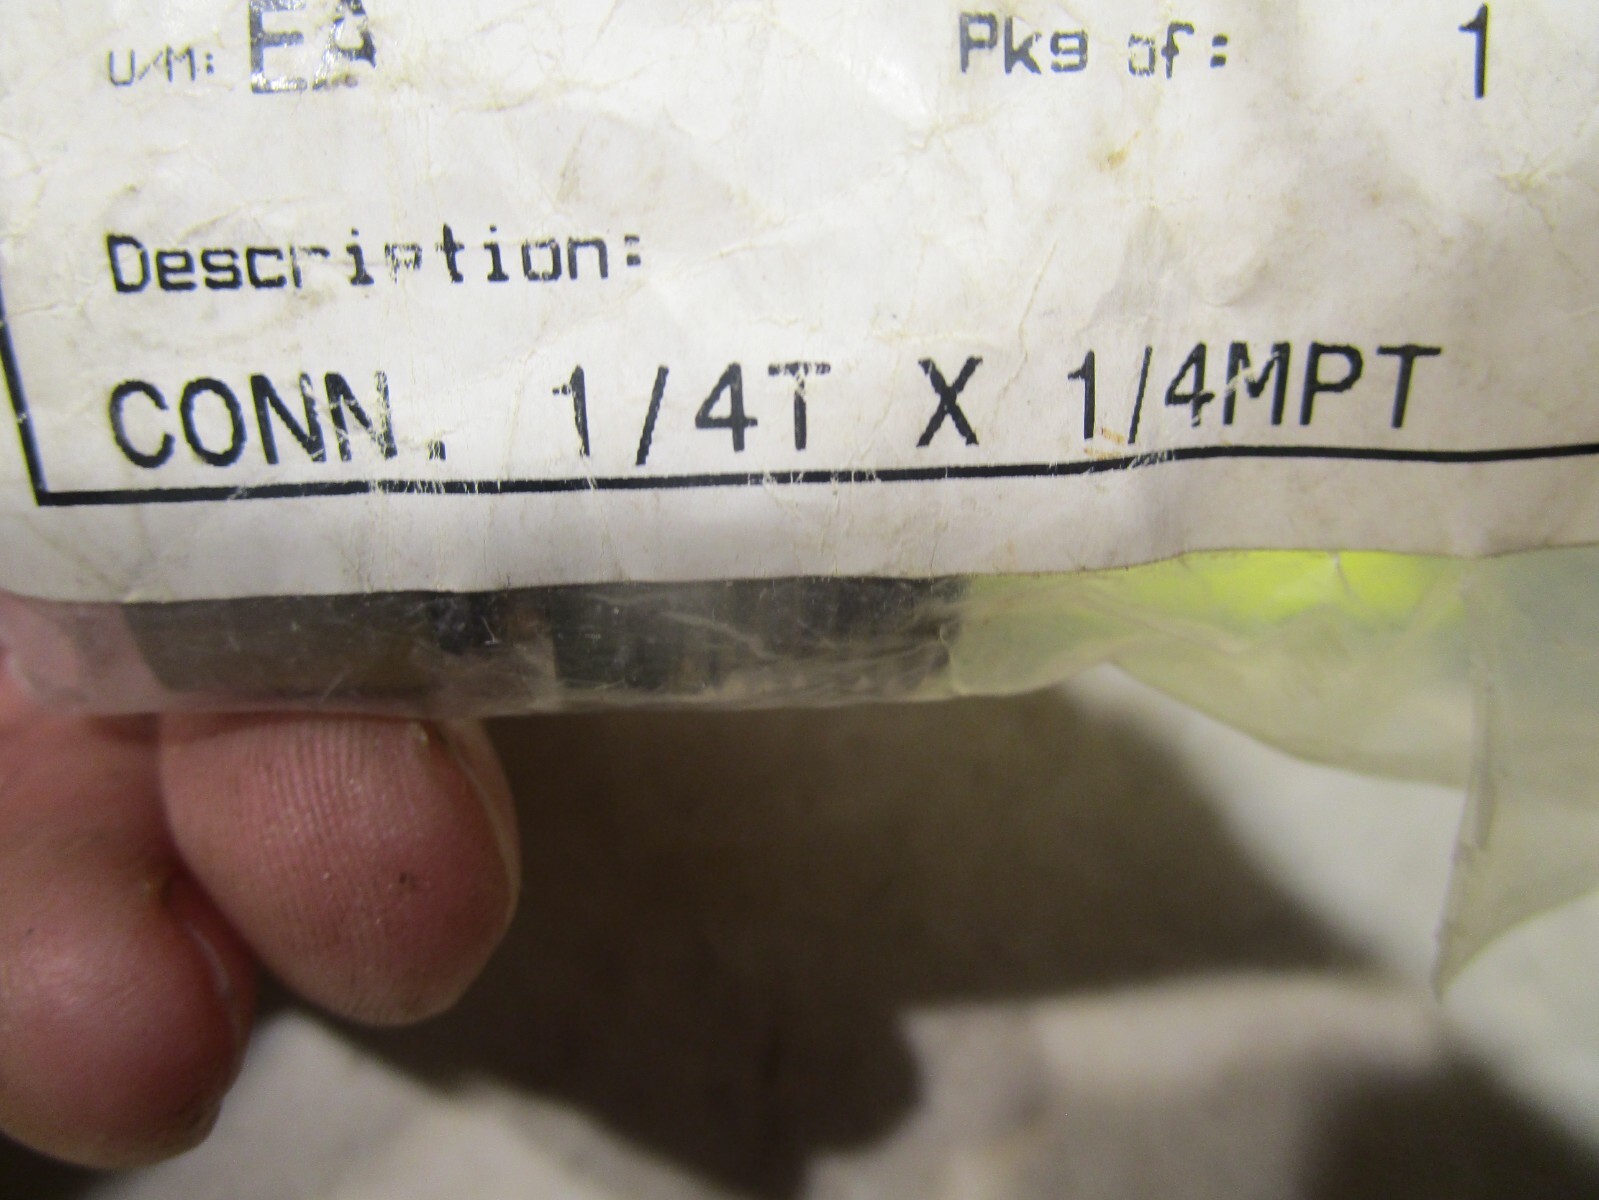 U/M: EA Pkg of: 1
Description:
CONN. 1/4T X 1/4MPT